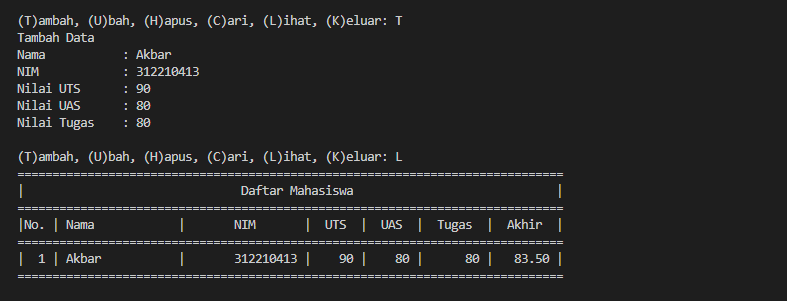 (T)ambah, (U)bah, (H)apus, (C)ari, (L)ihat, (K)eluar: T
Tambah Data
Nama           : Akbar
NIM            : 312210413
Nilai UTS      : 90
Nilai UAS      : 80
Nilai Tugas    : 80

(T)ambah, (U)bah, (H)apus, (C)ari, (L)ihat, (K)eluar: L
==============================================================================
|                               Daftar Mahasiswa                             |
==============================================================================
|No. | Nama            |       NIM       |  UTS  |  UAS  |  Tugas  |  Akhir  |
==============================================================================
|  1 | Akbar           |       312210413 |    90 |    80 |      80 |   83.50 |
==============================================================================